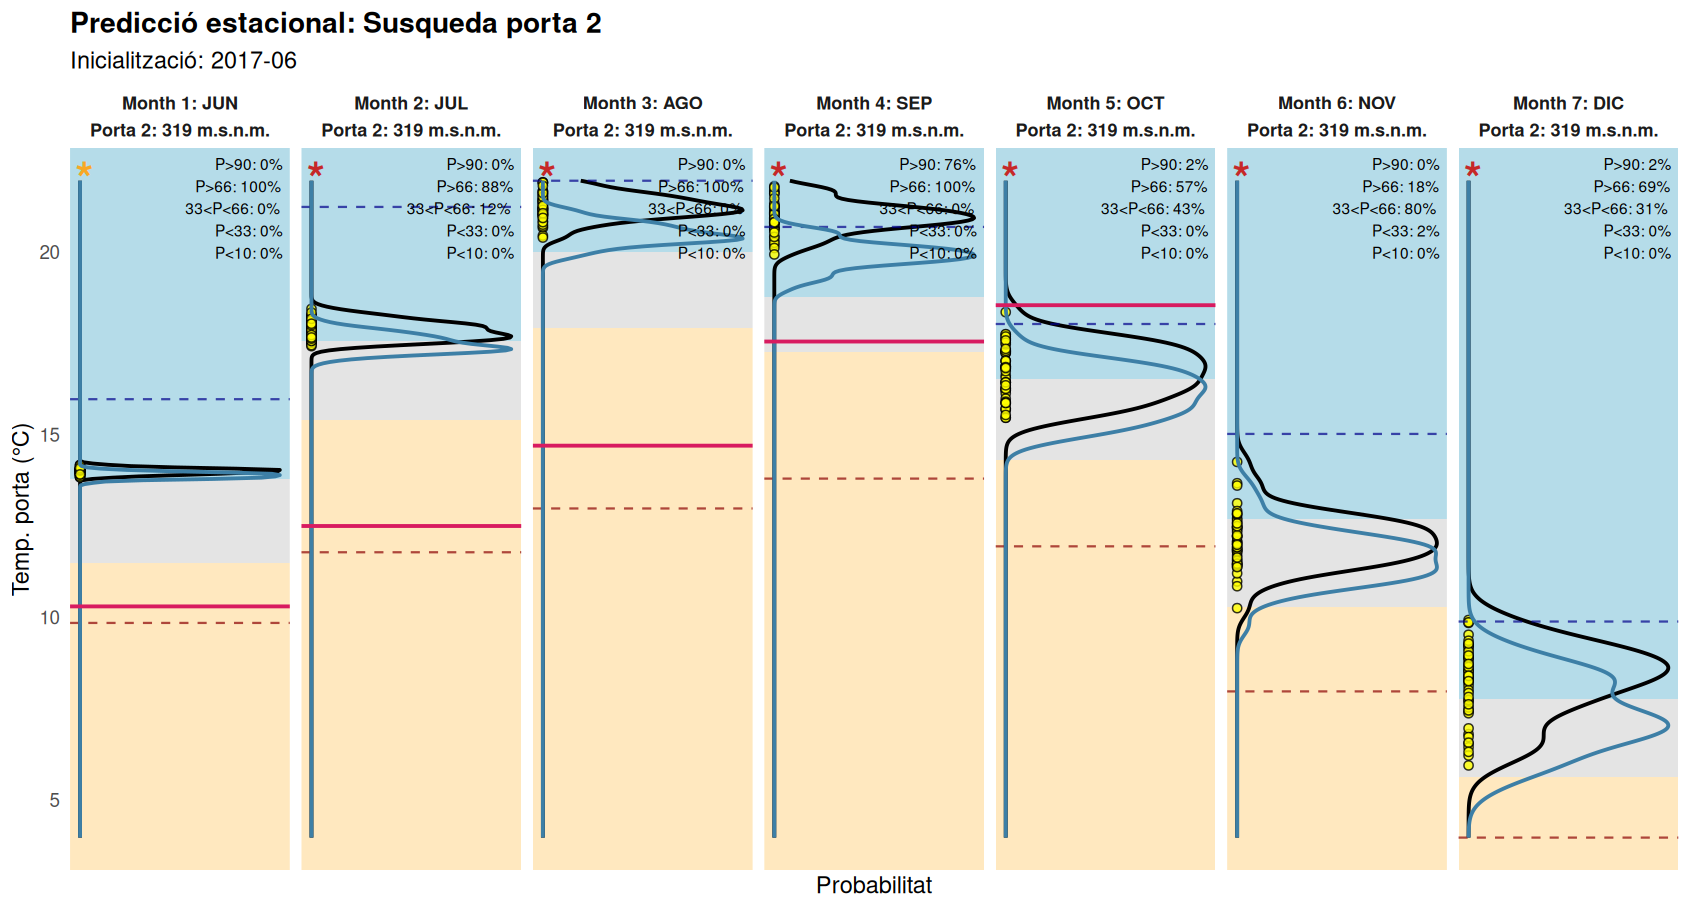 Predicció estacional: Susqueda porta 2
Inicialització: 2017-06
Month 1: JUN
Porta 2: 319 m.s.n.m.
Month 2: JUL
Porta 2: 319 m.s.n.m.
Month 3: AGO
Porta 2: 319 m.s.n.m.
Month 4: SEP
Porta 2: 319 m.s.n.m.
Month 5: OCT
Porta 2: 319 m.s.n.m.
Month 6: NOV
Porta 2: 319 m.s.n.m.
Month 7: DIC
Porta 2: 319 m.s.n.m.
*
P>90: 0%
P>66: 100%
33<P<66: 0%
P<33: 0%
P<10: 0%
*
P>90: 0%
P>66: 88%
33<P<66: 12%
P<33: 0%
P<10: 0%
*
P>90: 0%
P>66: 100%
33<P<66: 0%
P<33: 0%
P<10: 0%
*
P>90: 76%
P>66: 100%
33<P<66: 0%
P<33: 0%
P<10: 0%
*
P>90: 2%
P>66: 57%
33<P<66: 43%
P<33: 0%
P<10: 0%
*
P>90: 0%
P>66: 18%
33<P<66: 80%
P<33: 2%
P<10: 0%
*
P>90: 2%
P>66: 69%
33<P<66: 31%
P<33: 0%
P<10: 0%
Temp. porta (°C)
20
15
10
5
Probabilitat